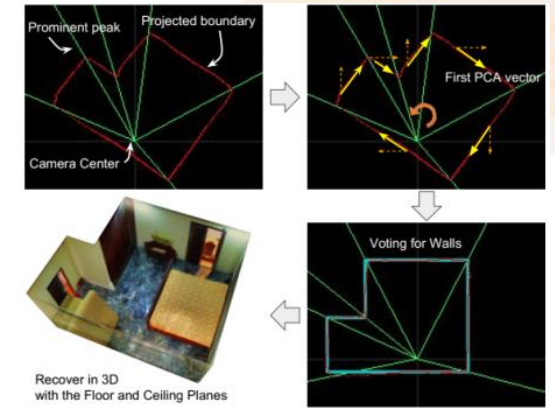 Prominent peak
Projected boundary
Camera Center
First PCA vector
Voting for Walls
Recover in 3D
with the Floor and Ceiling Planes